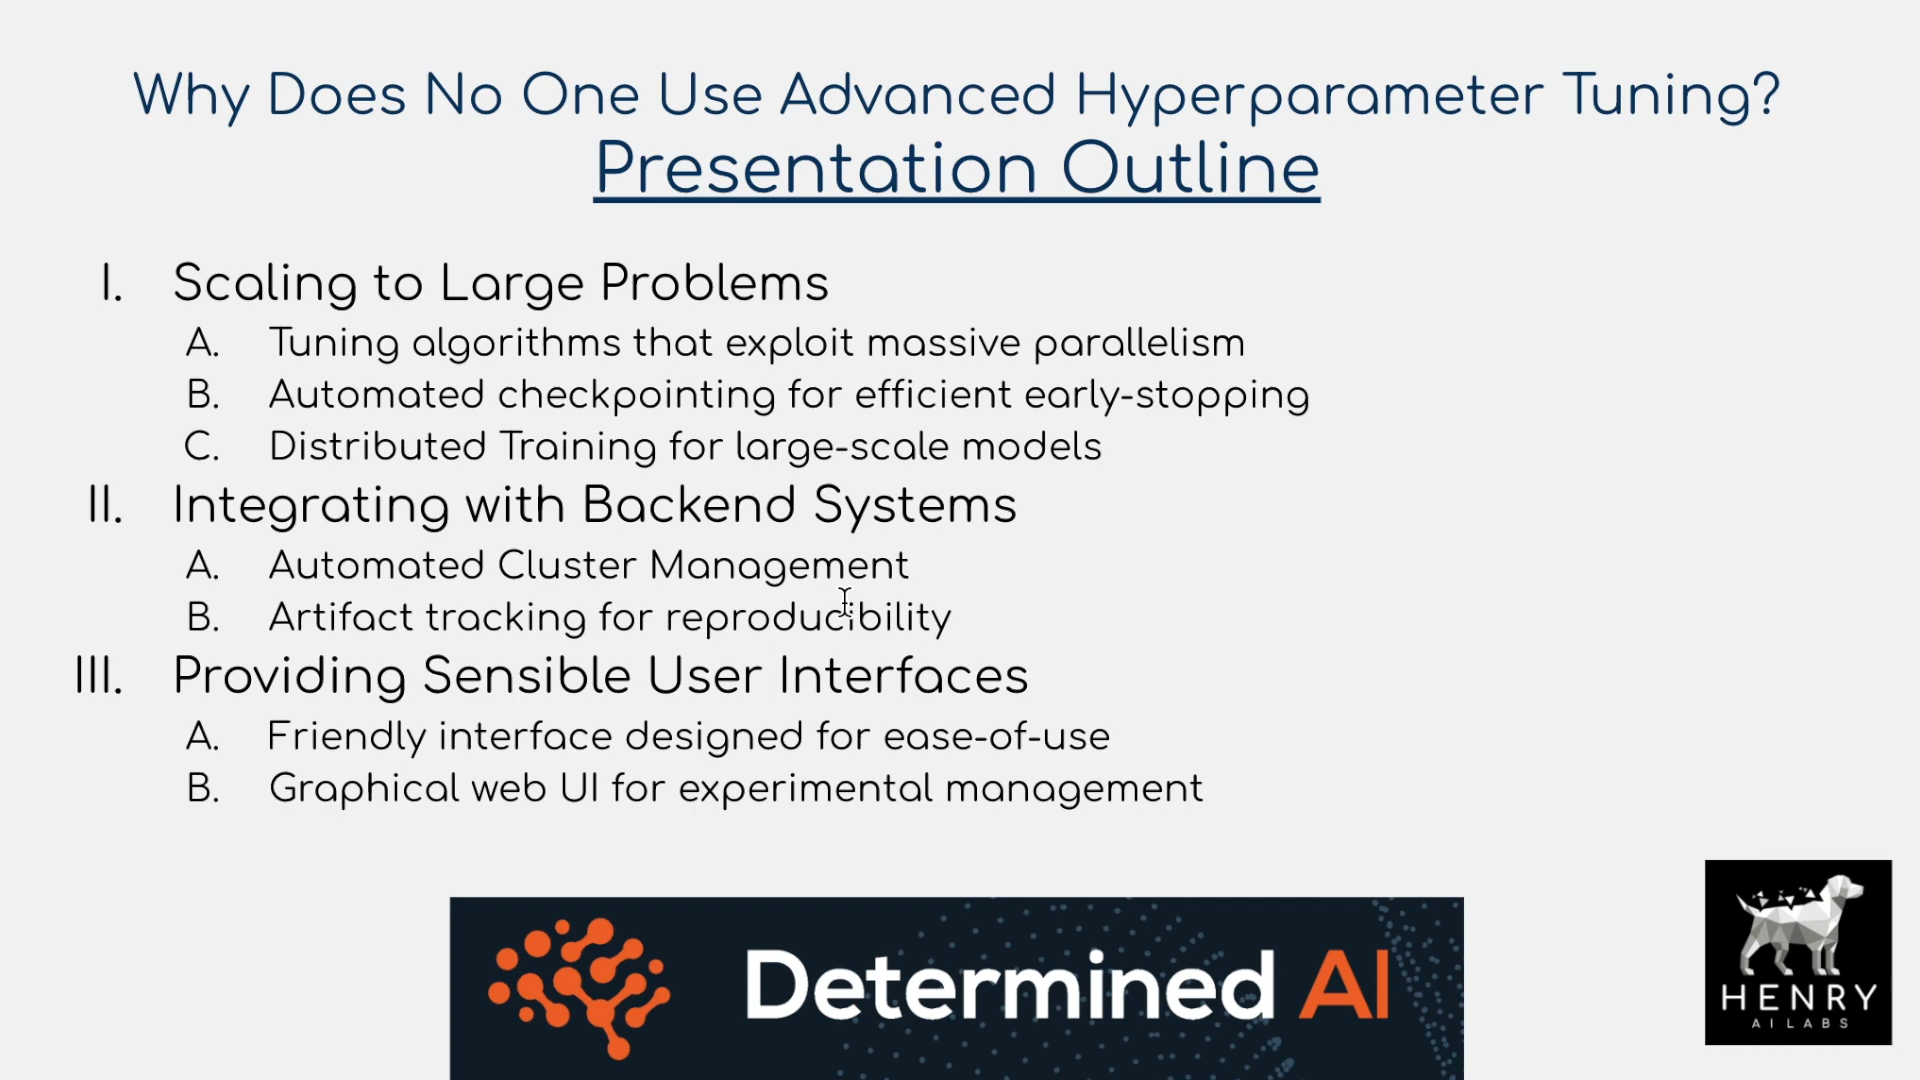 Why Does No One Use Advanced Hyperparameter Tuning?
Presentation Outline
I. Scaling to Large Problems
A. Tuning algorithms that exploit massive parallelism
B. Automated checkpointing for efficient early-stopping
C. Distributed Training for large-scale models
II. Integrating with Backend Systems
A. Automated Cluster Management
B. Artifact tracking for reproducibility
III. Providing Sensible User Interfaces
A. Friendly interface designed for ease-of-use
B. Graphical web UI for experimental management
Determined AI
HENRY
AI LABS